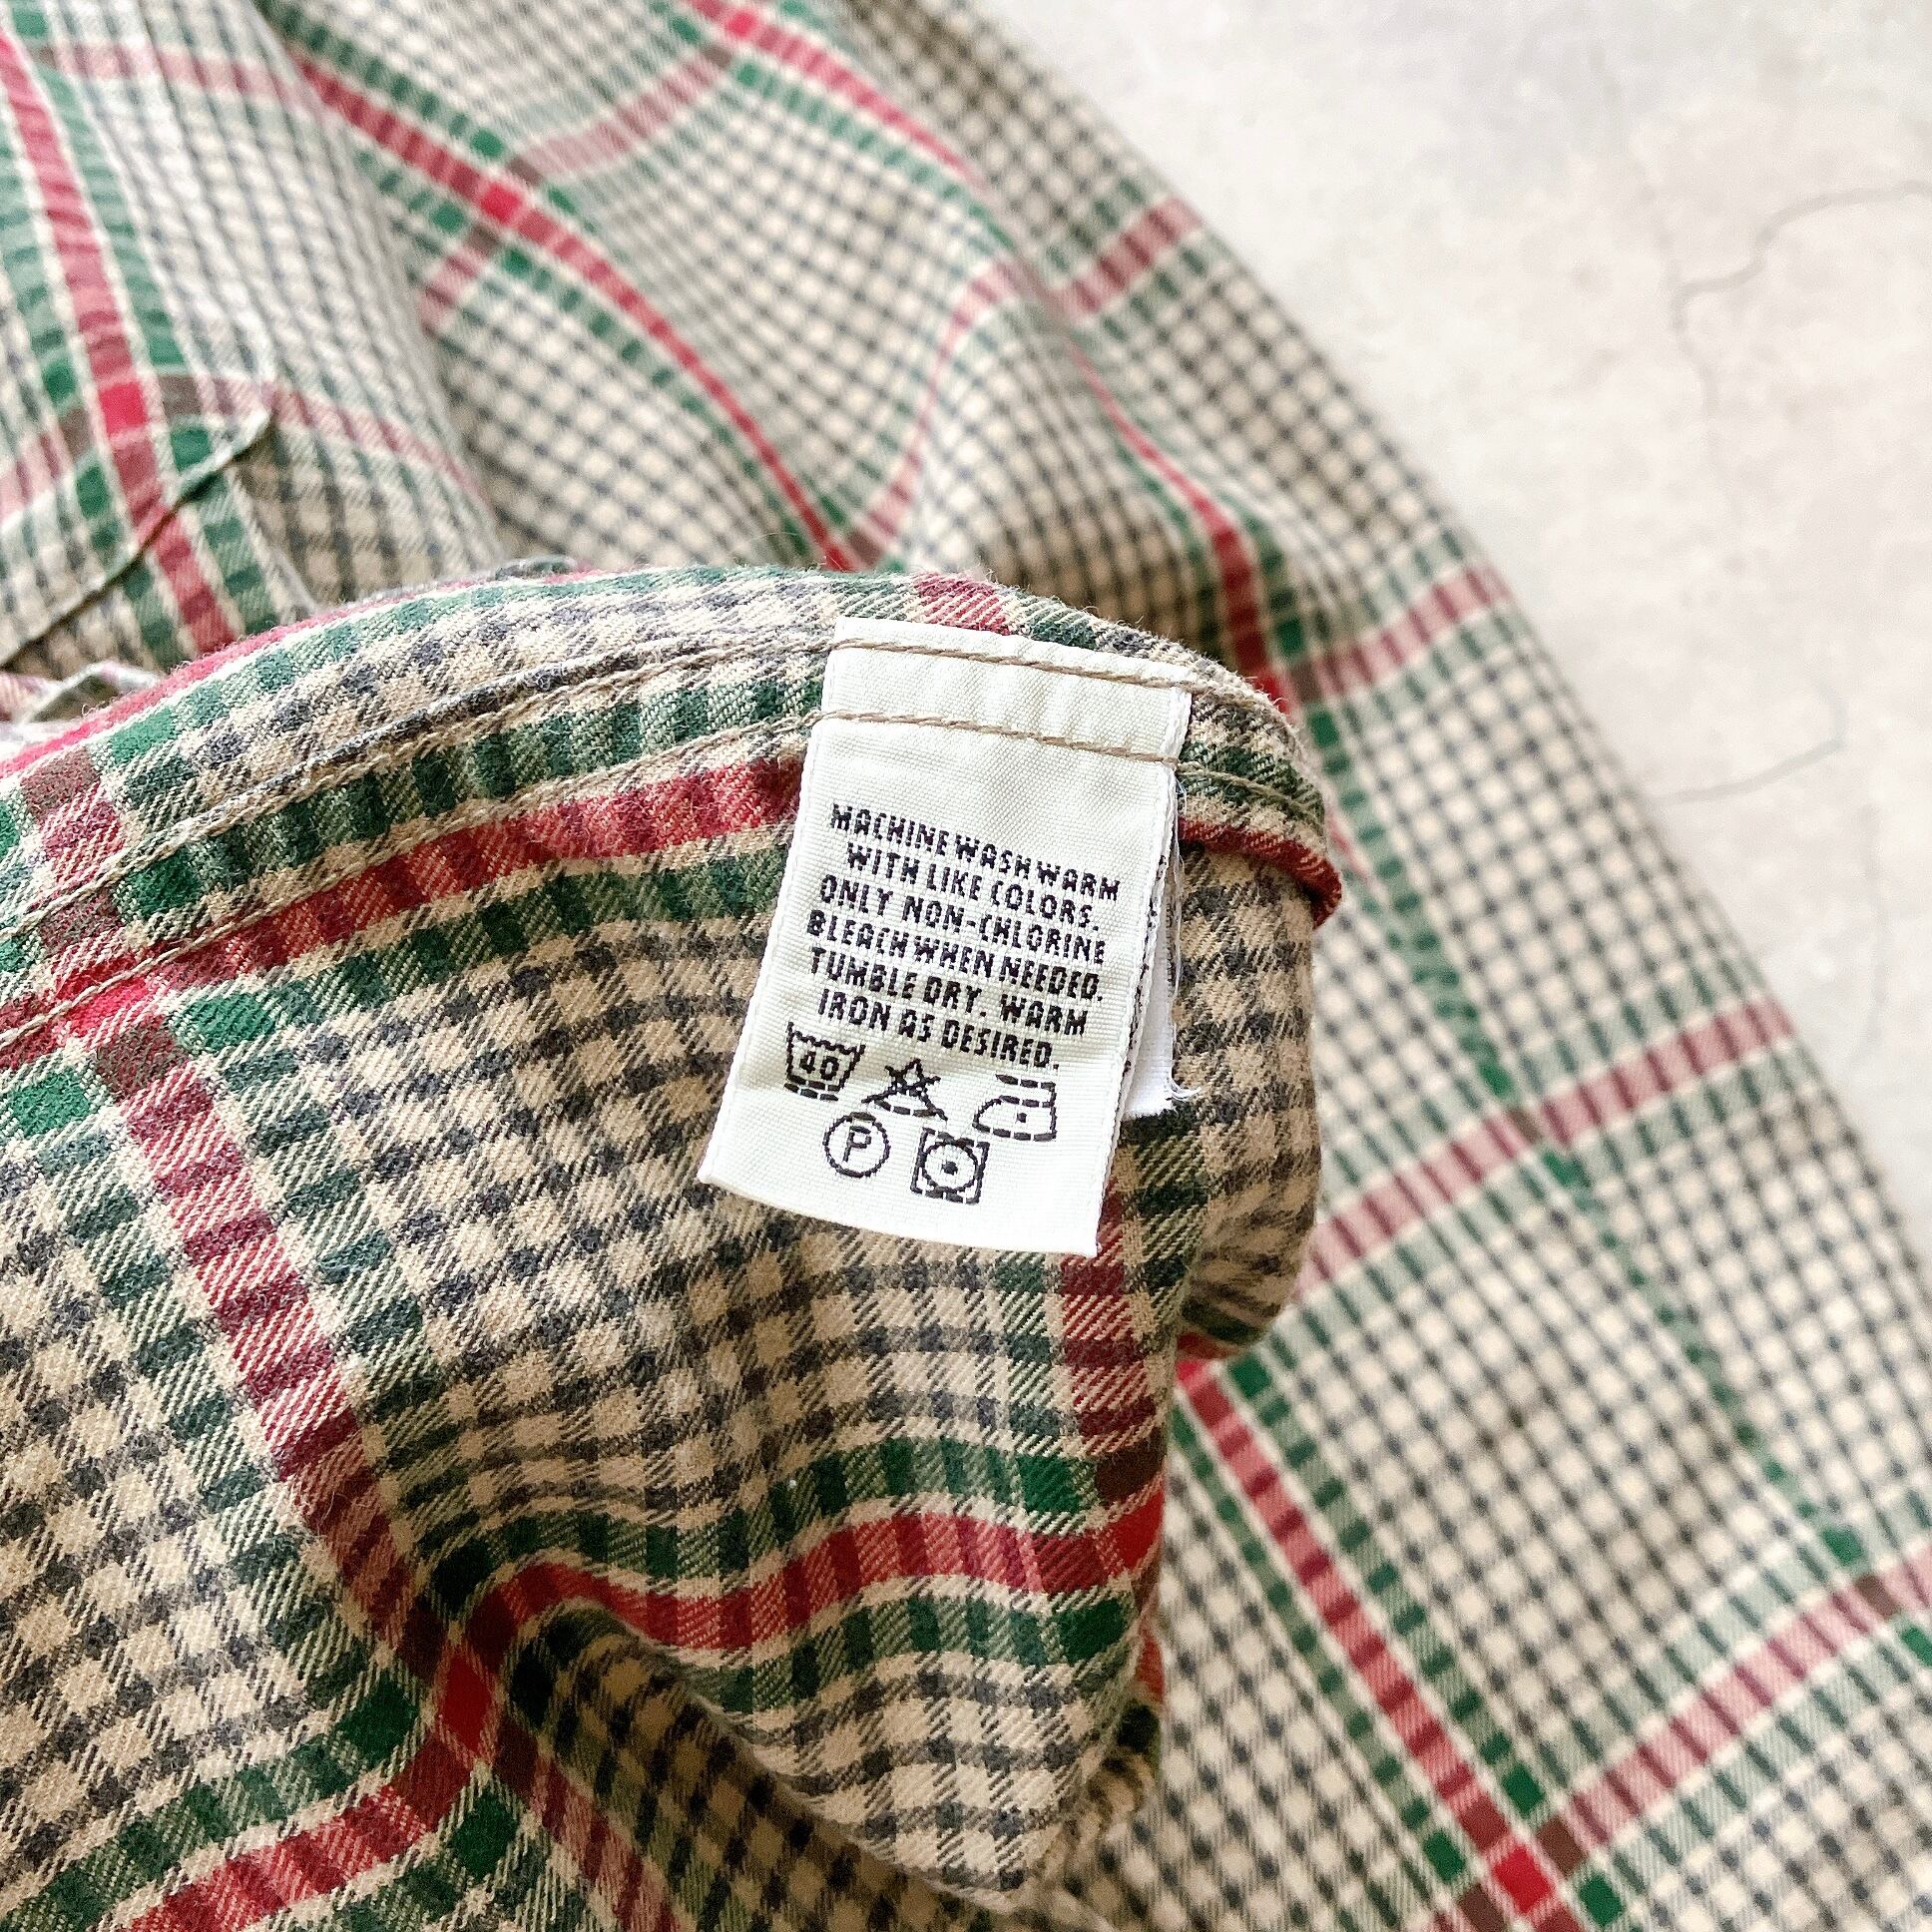 MACHINE WASH WARM
WITH LIKE COLORS.
ONLY NON-CHLORINE
BLEACH WHEN NEEDED.
TUMBLE DRY. WARM
IRON AS DESIRED.
40
P